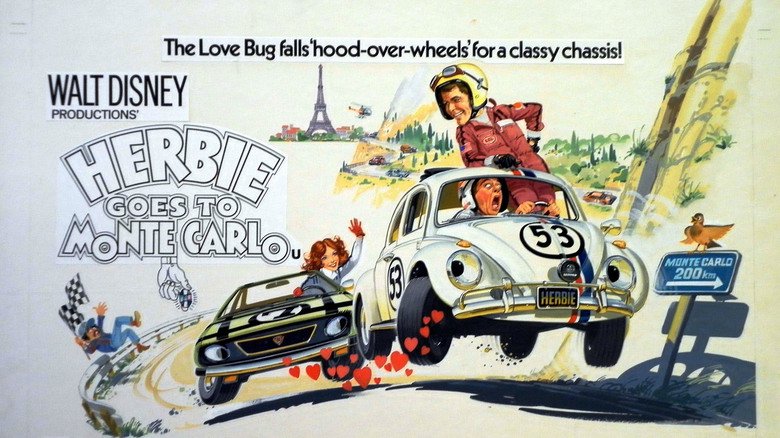 The Love Bug falls 'hood-over-wheels' for a classy chassis!
WALT DISNEY
PRODUCTIONS'
HERBIE
GOES TO
MONTE CARLO
U
53
53
HERBIE
MONTE CARLO
200 km